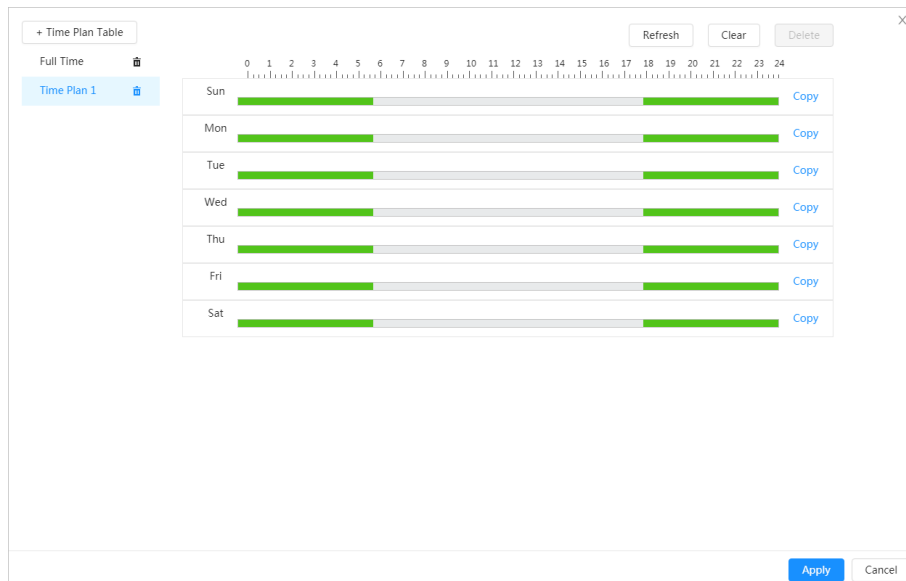 + Time Plan Table
Refresh Clear Delete
Full Time
0 1 2 3 4 5 6 7 8 9 10 11 12 13 14 15 16 17 18 19 20 21 22 23 24
Time Plan 1
Sun Copy
Mon Copy
Tue Copy
Wed Copy
Thu Copy
Fri Copy
Sat Copy
Apply Cancel